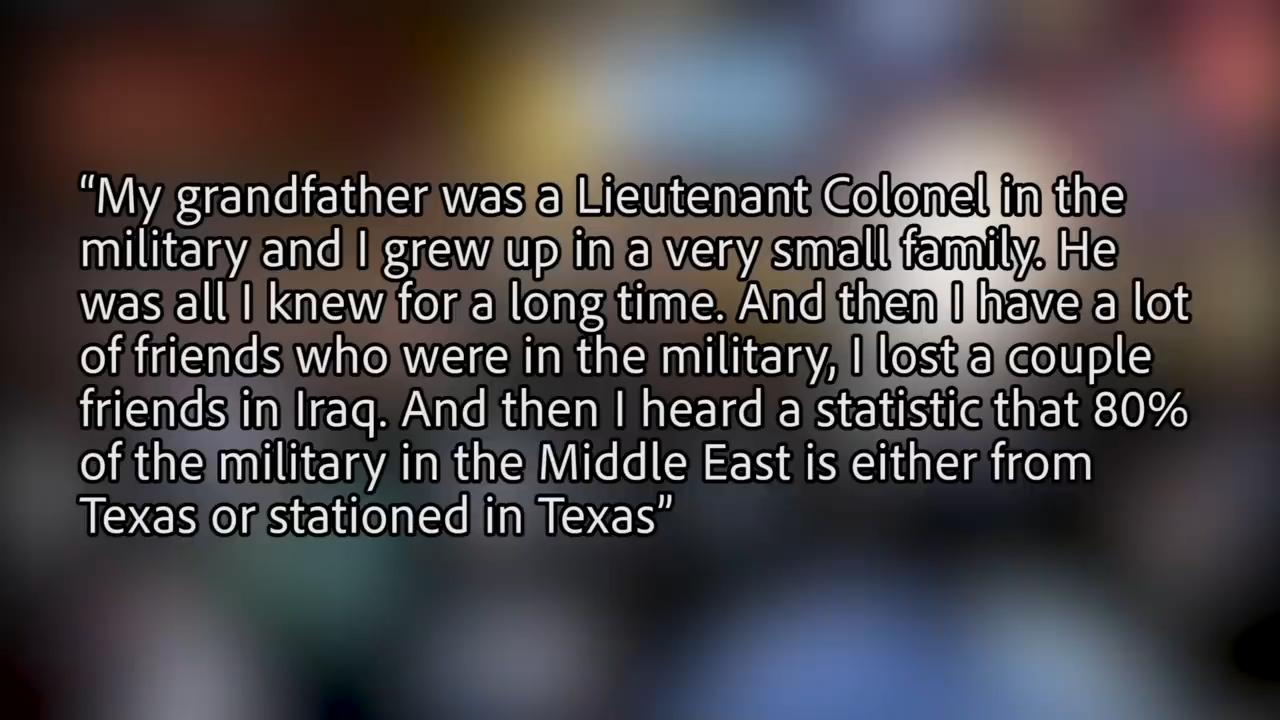 “My grandfather was a Lieutenant Colonel in the
military and I grew up in a very small family. He
was all I knew for a long time. And then I have a lot
of friends who were in the military, I lost a couple
friends in Iraq. And then I heard a statistic that 80%
of the military in the Middle East is either from
Texas or stationed in Texas”